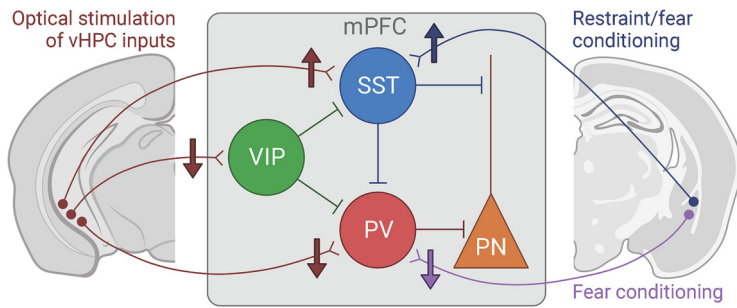 Optical stimulation
of vHPC inputs
mPFC
Restraint/fear
conditioning
SST
VIP
PV
PN
Fear conditioning